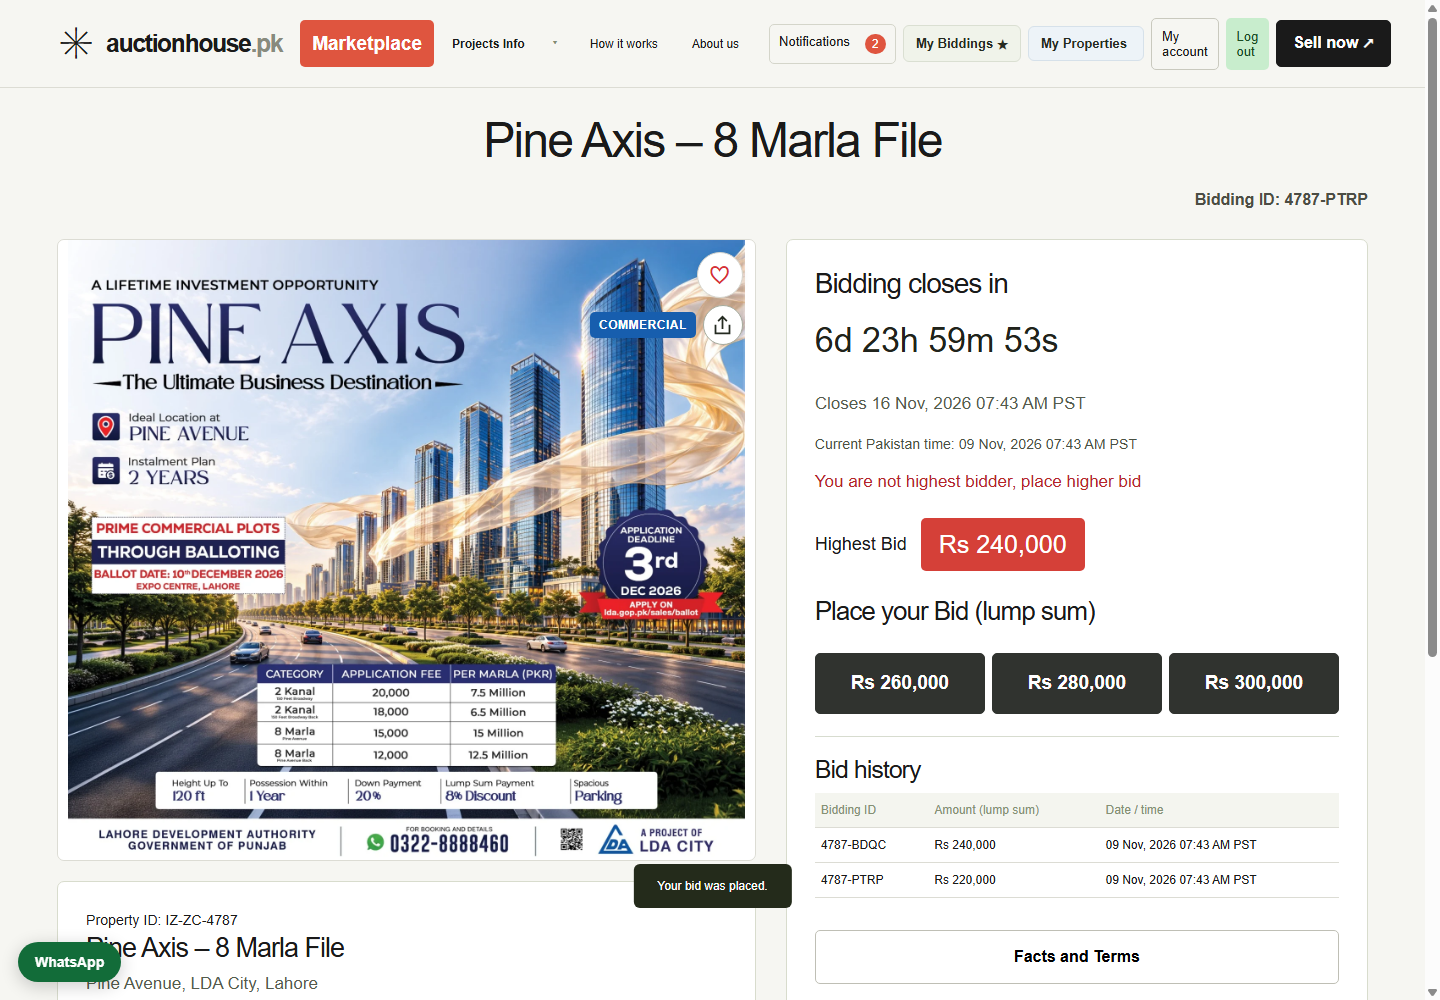 auctionhouse.pk
Marketplace
Projects Info
How it works
About us
Notifications 2
My Biddings ★
My Properties
My account
Log out
Sell now ↗
Pine Axis – 8 Marla File
Bidding ID: 4787-PTRP
A LIFETIME INVESTMENT OPPORTUNITY
PINE AXIS
The Ultimate Business Destination
COMMERCIAL
Ideal Location at
PINE AVENUE
Instalment Plan
2 YEARS
PRIME COMMERCIAL PLOTS
THROUGH BALLOTING
BALLOT DATE: 10th DECEMBER 2026
EXPO CENTRE, LAHORE
APPLICATION
DEADLINE
3rd
DEC 2026
APPLY ON
lda.gop.pk/sales/ballot
CATEGORY APPLICATION FEE PER MARLA (PKR)
2 Kanal 20,000 7.5 Million
150 Feet Broadway
2 Kanal 18,000 6.5 Million
150 Feet Broadway Back
8 Marla 15,000 15 Million
Pine Avenue
8 Marla 12,000 12.5 Million
Pine Avenue Back
Height Up To Possession Within Down Payment Lump Sum Payment Spacious
120 ft 1 Year 20% 8% Discount Parking
LAHORE DEVELOPMENT AUTHORITY
GOVERNMENT OF PUNJAB
FOR BOOKING AND DETAILS
0322-8888460
LDA
A PROJECT OF
LDA CITY
Bidding closes in
6d 23h 59m 53s
Closes 16 Nov, 2026 07:43 AM PST
Current Pakistan time: 09 Nov, 2026 07:43 AM PST
You are not highest bidder, place higher bid
Highest Bid Rs 240,000
Place your Bid (lump sum)
Rs 260,000 Rs 280,000 Rs 300,000
Bid history
Bidding ID Amount (lump sum) Date / time
4787-BDQC Rs 240,000 09 Nov, 2026 07:43 AM PST
4787-PTRP Rs 220,000 09 Nov, 2026 07:43 AM PST
Facts and Terms
Your bid was placed.
Property ID: IZ-ZC-4787
Pine Axis – 8 Marla File
Pine Avenue, LDA City, Lahore
WhatsApp